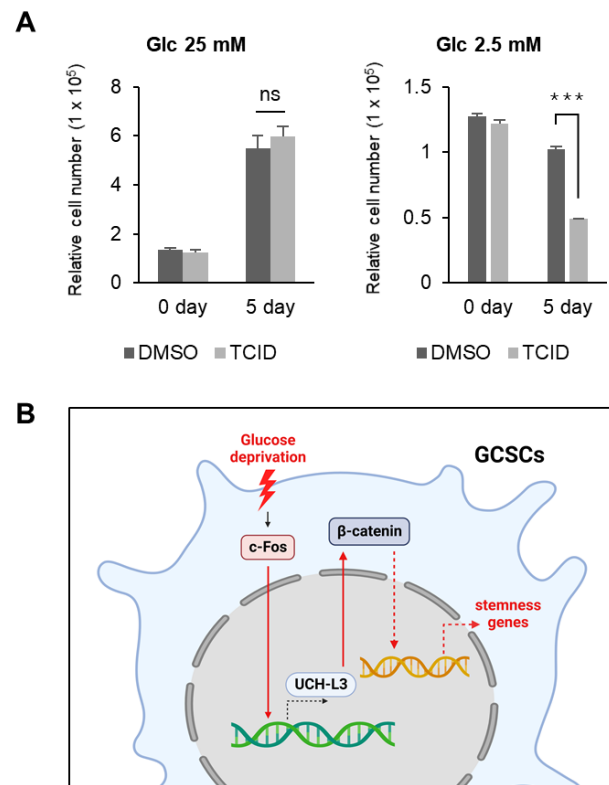 A
Glc 25 mM
Relative cell number (1 x 10⁵)
8
6
4
2
0
ns
0 day
5 day
DMSO
TCID
Glc 2.5 mM
Relative cell number (1 x 10⁵)
1.5
1
0.5
0
***
0 day
5 day
DMSO
TCID
B
Glucose
deprivation
GCSCs
c-Fos
β-catenin
stemness
genes
UCH-L3